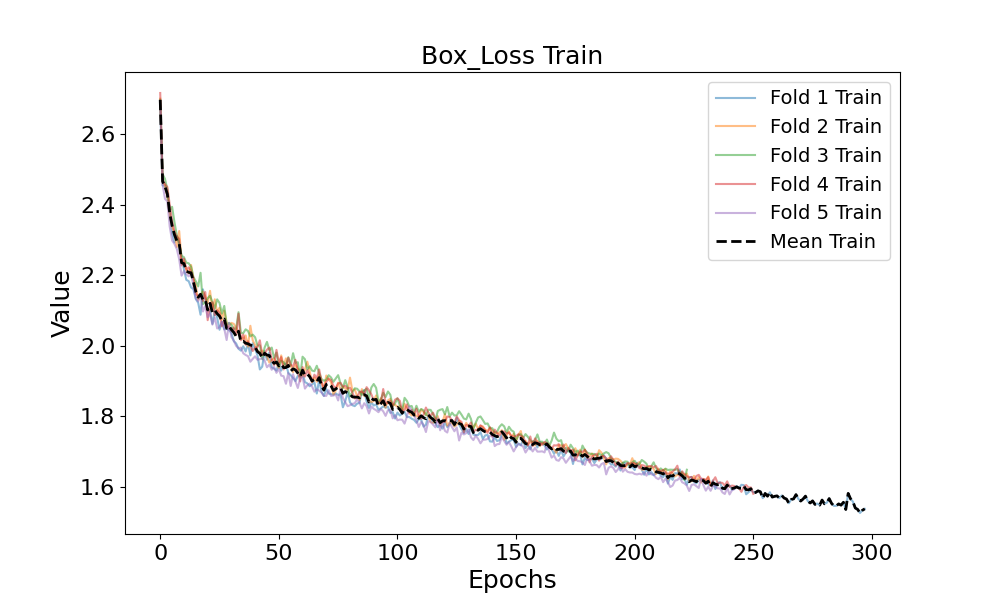 Box_Loss Train
Fold 1 Train
Fold 2 Train
Fold 3 Train
Fold 4 Train
Fold 5 Train
Mean Train
Value
2.6
2.4
2.2
2.0
1.8
1.6
0 50 100 150 200 250 300
Epochs